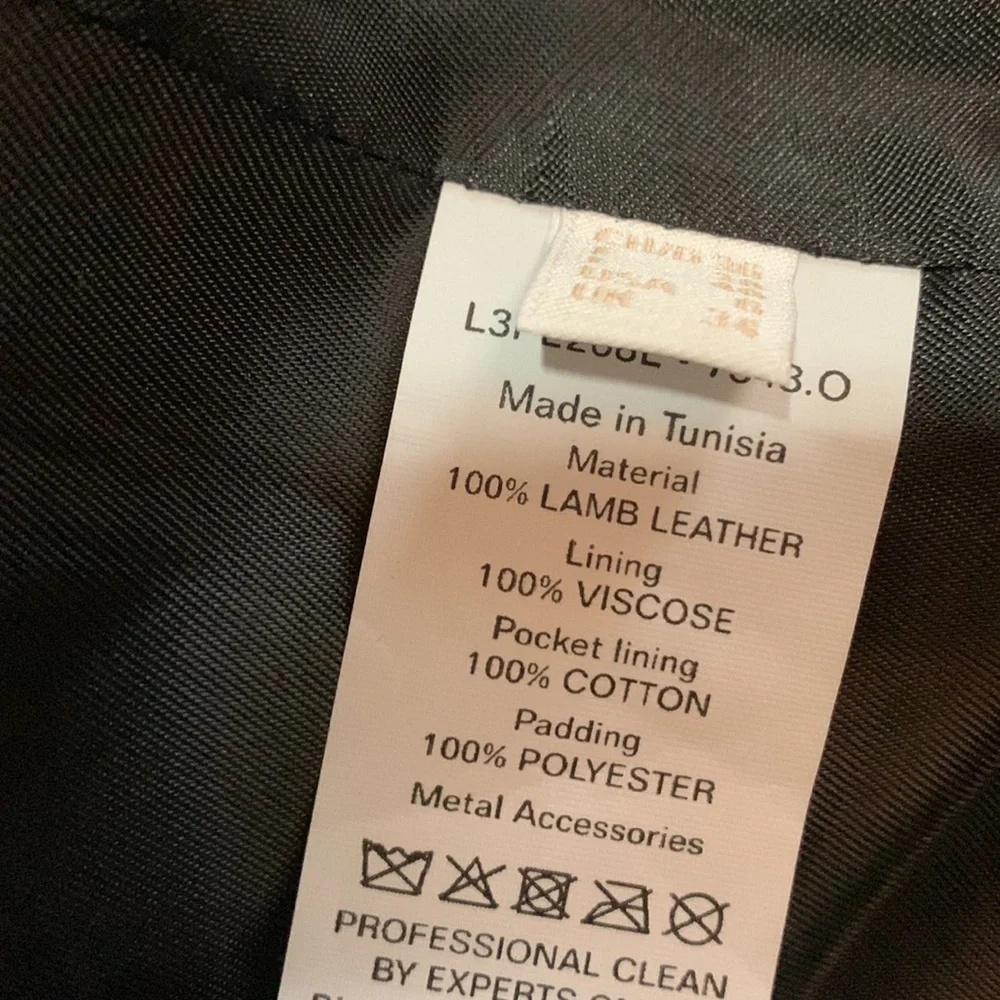 34
Made in Tunisia
Material
100% LAMB LEATHER
Lining
100% VISCOSE
Pocket lining
100% COTTON
Padding
100% POLYESTER
Metal Accessories
PROFESSIONAL CLEAN
BY EXPERTS